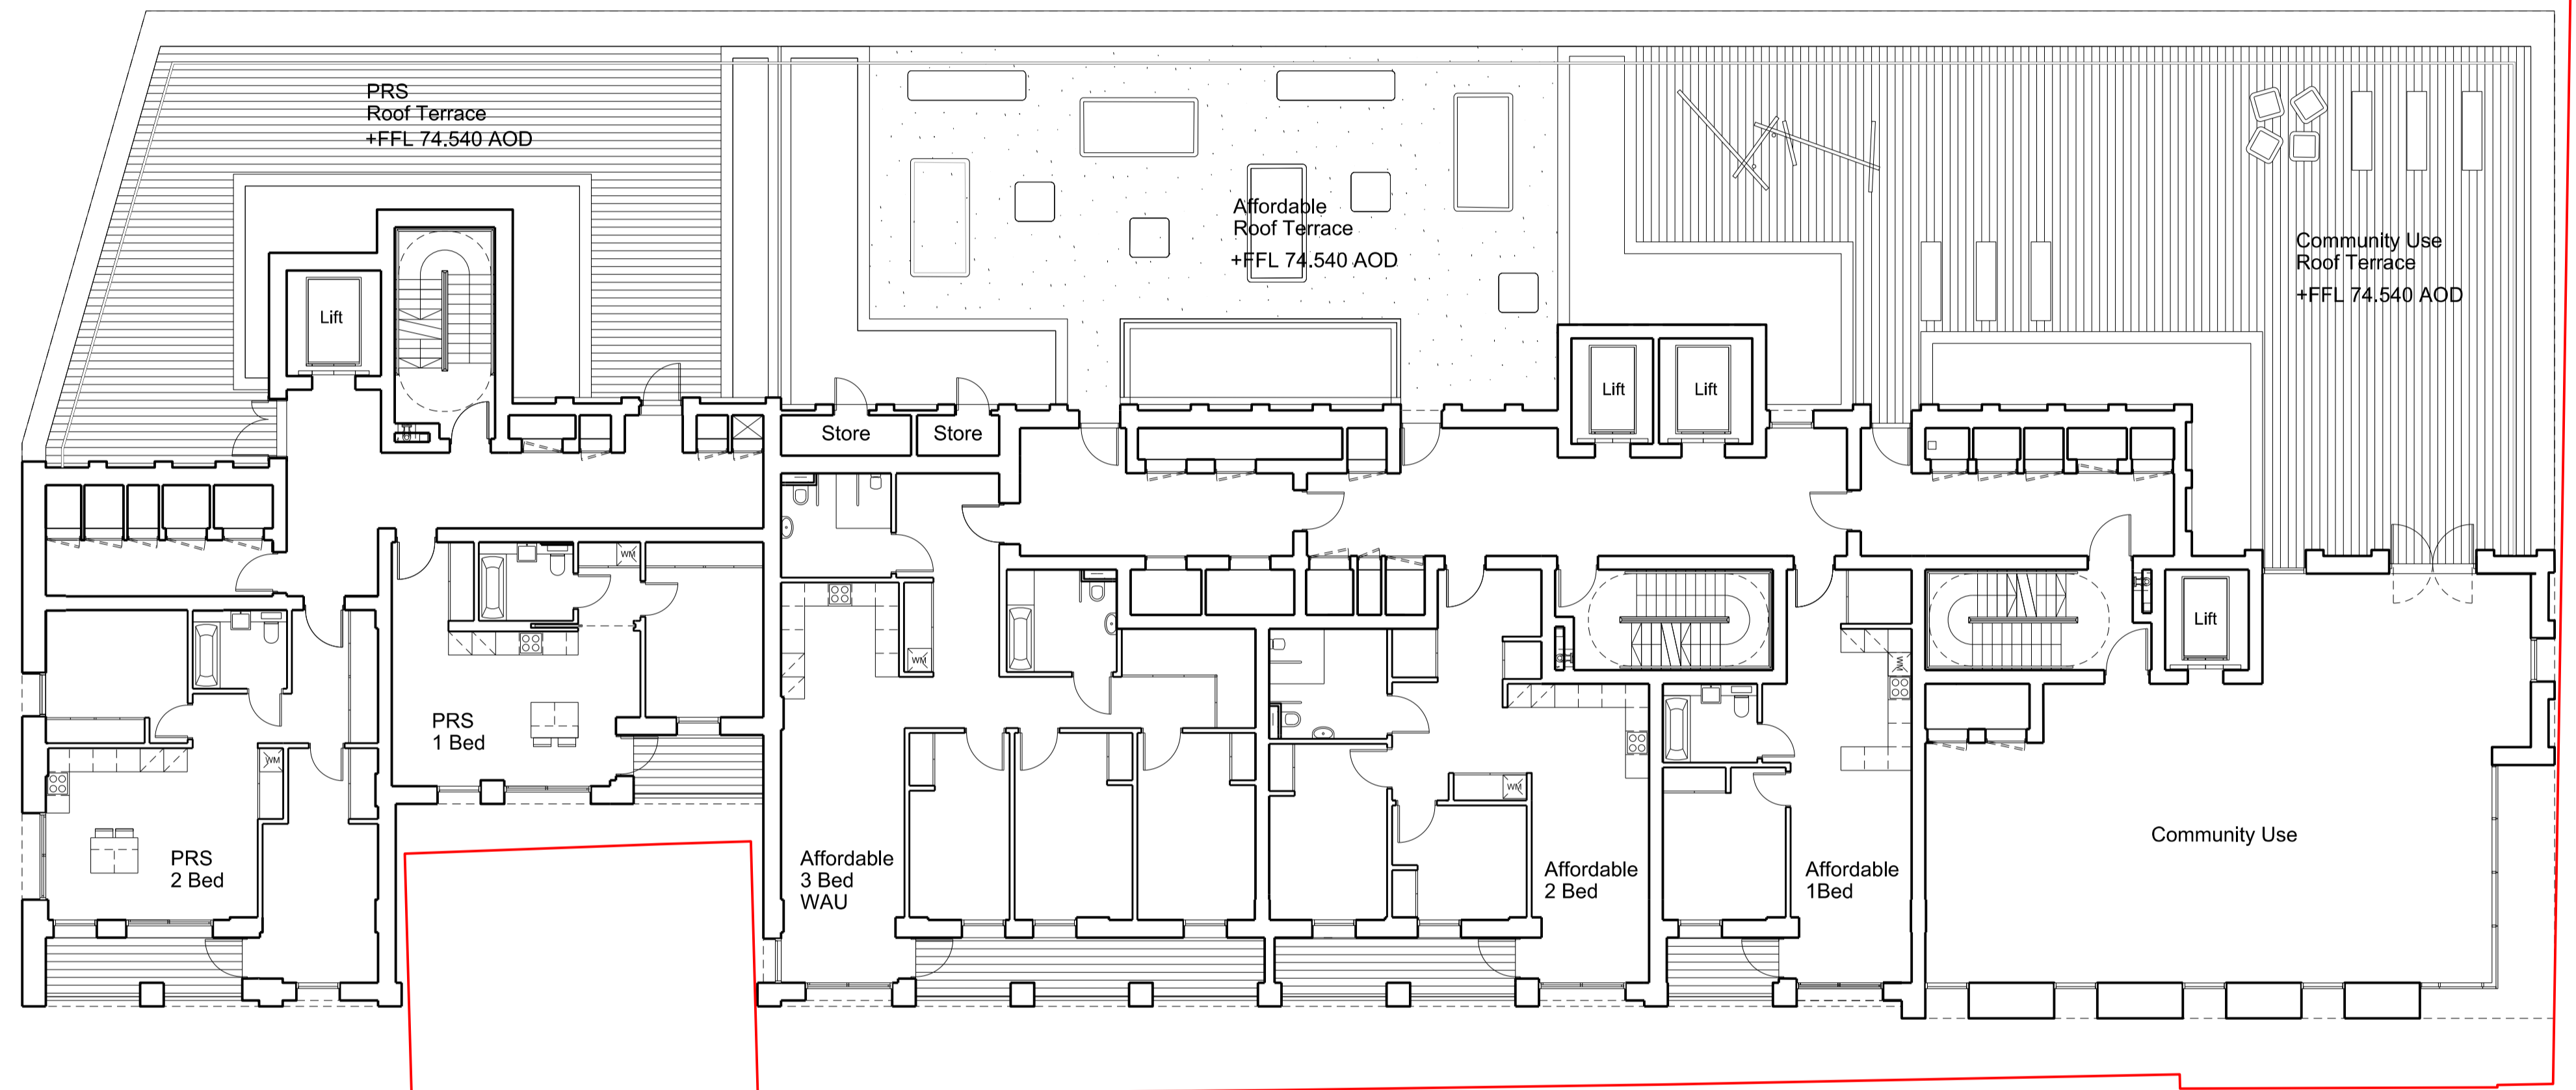 PRS
Roof Terrace
+FFL 74.540 AOD
Affordable
Roof Terrace
+FFL 74.540 AOD
Community Use
Roof Terrace
+FFL 74.540 AOD
Lift
Lift
Lift
Store
Store
WM
Lift
WM
WM
PRS
1 Bed
WM
WM
Community Use
PRS
2 Bed
Affordable
3 Bed
WAU
Affordable
2 Bed
Affordable
1Bed